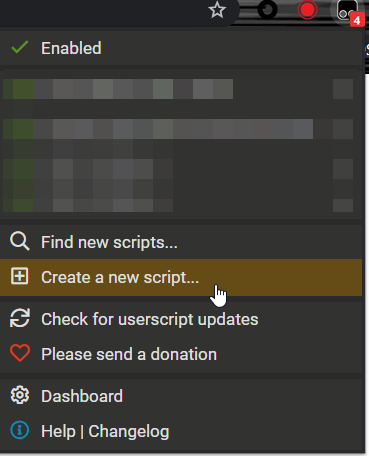 4
Enabled
Find new scripts...
Create a new script...
Check for userscript updates
Please send a donation
Dashboard
Help | Changelog